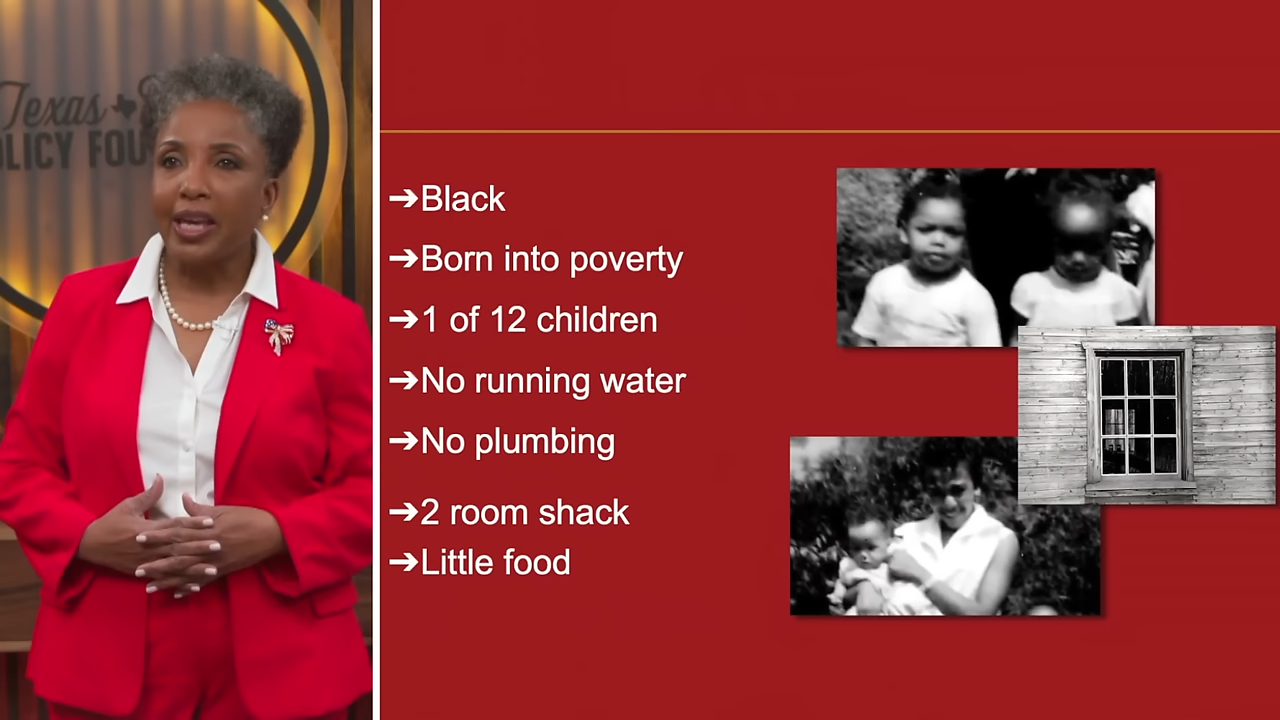 Texas
POLICY FOU
➔Black
➔Born into poverty
➔1 of 12 children
➔No running water
➔No plumbing
➔2 room shack
➔Little food